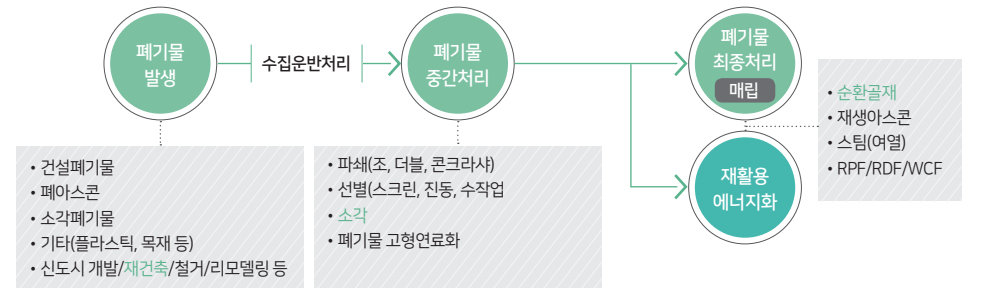 폐기물
발생
수집운반처리
폐기물
중간처리
폐기물
최종처리
매립
재활용
에너지화
• 건설폐기물
• 폐아스콘
• 소각폐기물
• 기타(플라스틱, 목재 등)
• 신도시 개발/재건축/철거/리모델링 등
• 파쇄(조, 더블, 콘크라샤)
• 선별(스크린, 진동, 수작업
• 소각
• 폐기물 고형연료화
• 순환골재
• 재생아스콘
• 스팀(여열)
• RPF/RDF/WCF